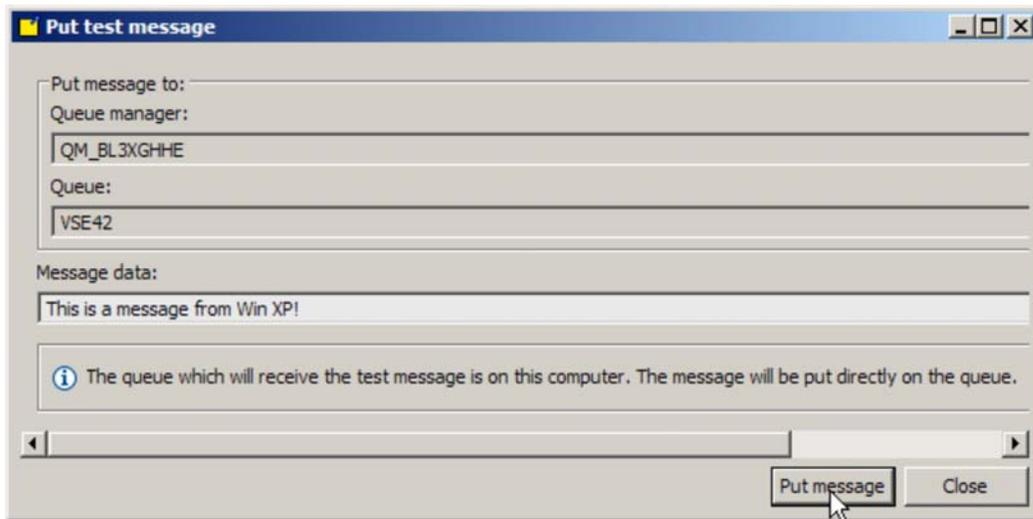 Put test message
Put message to:
Queue manager:
QM_BL3XGHHE
Queue:
VSE42
Message data:
This is a message from Win XP!
The queue which will receive the test message is on this computer. The message will be put directly on the queue.
Put message
Close